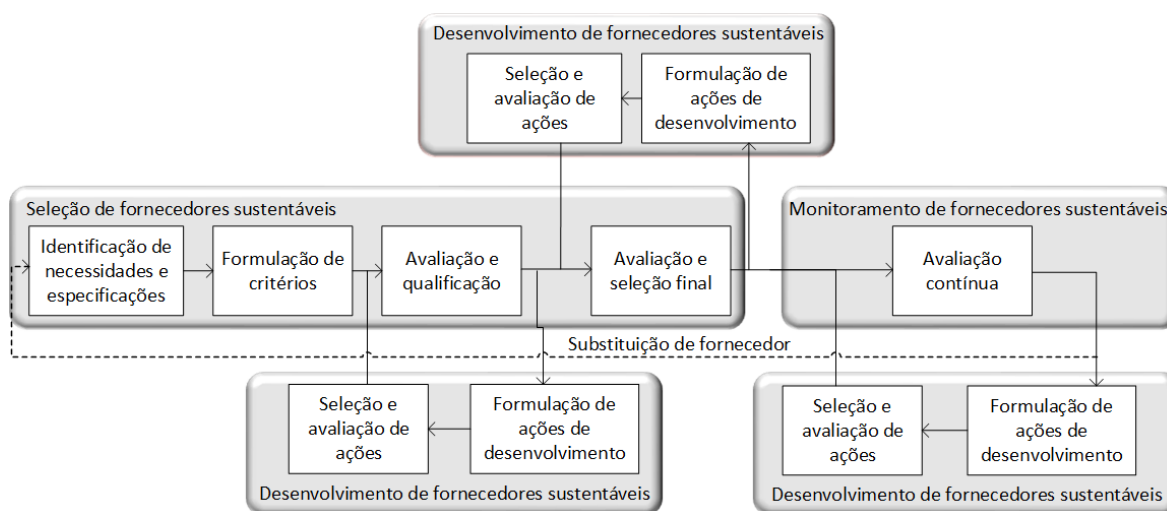 Desenvolvimento de fornecedores sustentáveis
Seleção e
avaliação de
ações
Formulação de
ações de
desenvolvimento
Seleção de fornecedores sustentáveis
Identificação de
necessidades e
especificações
Formulação de
critérios
Avaliação e
qualificação
Avaliação e
seleção final
Monitoramento de fornecedores sustentáveis
Avaliação
contínua
Substituição de fornecedor
Seleção e
avaliação de
ações
Formulação de
ações de
desenvolvimento
Desenvolvimento de fornecedores sustentáveis
Seleção e
avaliação de
ações
Formulação de
ações de
desenvolvimento
Desenvolvimento de fornecedores sustentáveis